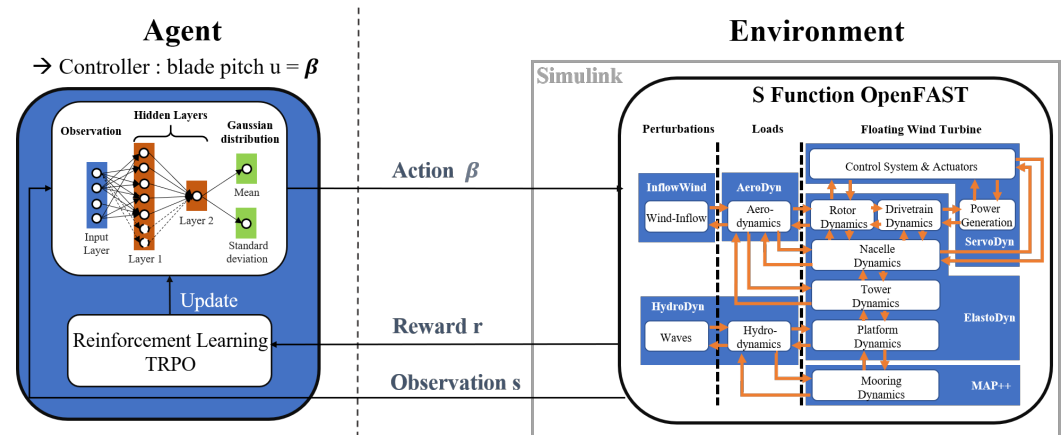 Agent
→ Controller : blade pitch u = β
Observation
Hidden Layers
Gaussian
distribution
Mean
Layer 2
Input
Layer
Layer 1
Standard
deviation
Update
Reinforcement Learning
TRPO
Action β
Reward r
Observation s
Environment
Simulink
S Function OpenFAST
Perturbations
Loads
Floating Wind Turbine
Control System & Actuators
InflowWind
Wind-Inflow
AeroDyn
Aero-
dynamics
Rotor
Dynamics
Drivetrain
Dynamics
Power
Generation
ServoDyn
Nacelle
Dynamics
Tower
Dynamics
HydroDyn
Waves
Hydro-
dynamics
Platform
Dynamics
ElastoDyn
Mooring
Dynamics
MAP++